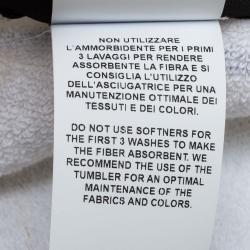 NON UTILIZZARE
L'AMMORBIDENTE PER I PRIMI
3 LAVAGGI PER RENDERE
ASSORBENTE LA FIBRA E SI
CONSIGLIA L'UTILIZZO
DELL'ASCIUGATRICE PER UNA
MANUTENZIONE OTTIMALE DEI
TESSUTI E DEI COLORI.
DO NOT USE SOFTNERS FOR
THE FIRST 3 WASHES TO MAKE
THE FIBER ABSORBENT. WE
RECOMMEND THE USE OF THE
TUMBLER FOR AN OPTIMAL
MAINTENANCE OF THE
FABRICS AND COLORS.